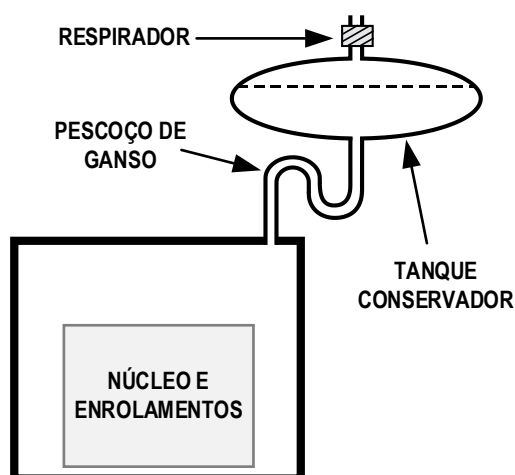 RESPIRADOR
PESCOÇO DE
GANSO
TANQUE
CONSERVADOR
NÚCLEO E
ENROLAMENTOS